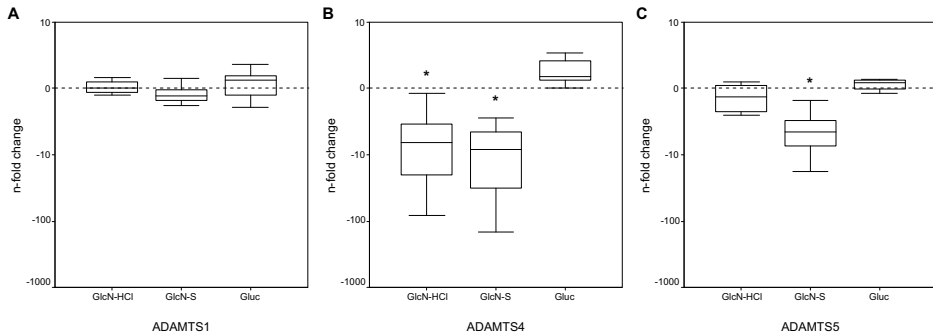 A
n-fold change
10
0
-10
-100
-1000
GlcN-HCl
GlcN-S
Gluc
ADAMTS1
B
n-fold change
10
0
-10
-100
-1000
*
*
GlcN-HCl
GlcN-S
Gluc
ADAMTS4
C
n-fold change
10
0
-10
-100
-1000
*
GlcN-HCl
GlcN-S
Gluc
ADAMTS5